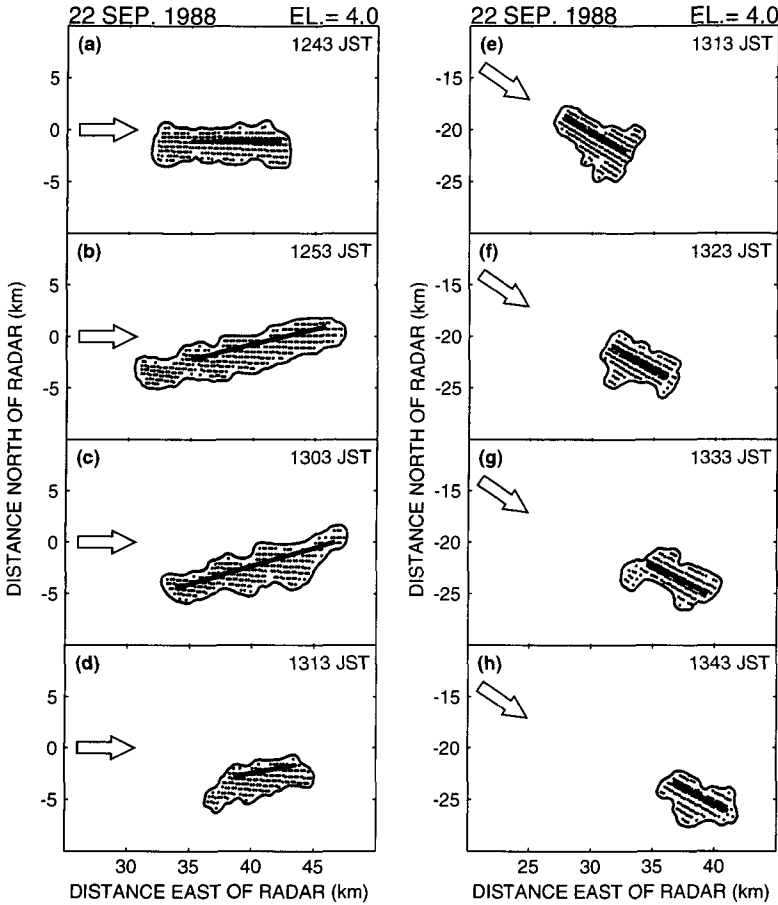 22 SEP. 1988 EL.= 4.0
(a) 1243 JST
5
0
-5
(b) 1253 JST
5
0
-5
(c) 1303 JST
5
0
-5
(d) 1313 JST
5
0
-5
30 35 40 45
DISTANCE EAST OF RADAR (km)
DISTANCE NORTH OF RADAR (km)
22 SEP. 1988 EL.= 4.0
(e) 1313 JST
-15
-20
-25
(f) 1323 JST
-15
-20
-25
(g) 1333 JST
-15
-20
-25
(h) 1343 JST
-15
-20
-25
25 30 35 40
DISTANCE EAST OF RADAR (km)
DISTANCE NORTH OF RADAR (km)